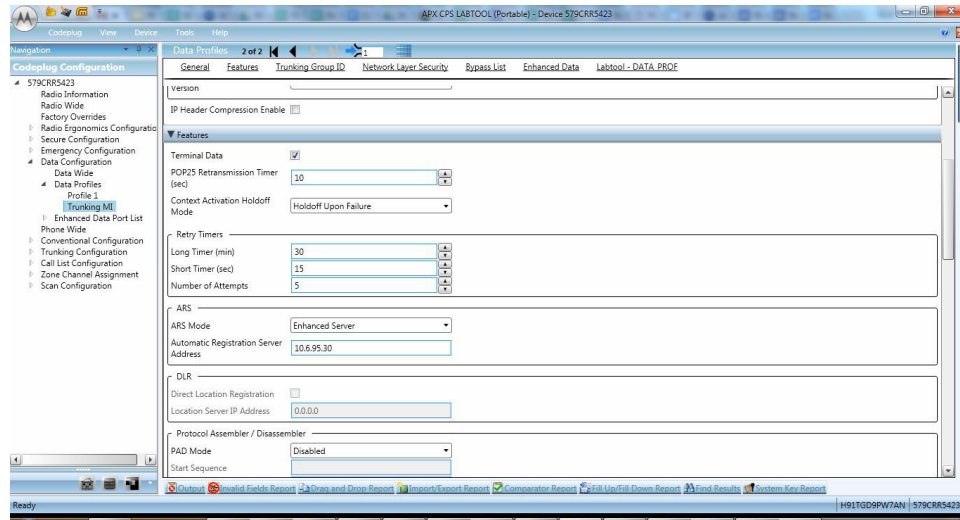 APX CPS LABTOOL (Portable) - Device 579CRR5423
Codeplug View Device Tools Help
Navigation
Data Profiles 2 of 2 1
Codeplug Configuration
General Features Trunking Group ID Network Layer Security Bypass List Enhanced Data Labtool - DATA PROF
579CRR5423
Radio Information
Radio Wide
Factory Overrides
Radio Ergonomics Configuratio
Secure Configuration
Emergency Configuration
Data Configuration
Data Wide
Data Profiles
Profile 1
Trunking MI
Enhanced Data Port List
Phone Wide
Conventional Configuration
Trunking Configuration
Call List Configuration
Zone Channel Assignment
Scan Configuration
Version
IP Header Compression Enable
Features
Terminal Data
POP25 Retransmission Timer (sec) 10
Context Activation Holdoff Mode Holdoff Upon Failure
Retry Timers
Long Timer (min) 30
Short Timer (sec) 15
Number of Attempts 5
ARS
ARS Mode Enhanced Server
Automatic Registration Server Address 10.6.95.30
DLR
Direct Location Registration
Location Server IP Address 0.0.0.0
Protocol Assembler / Disassembler
PAD Mode Disabled
Start Sequence
Output Invalid Fields Report Drag and Drop Report Import/Export Report Comparator Report Fill Up/Fill Down Report Find Results System Key Report
Ready H91TGD9PW7AN 579CRR5423